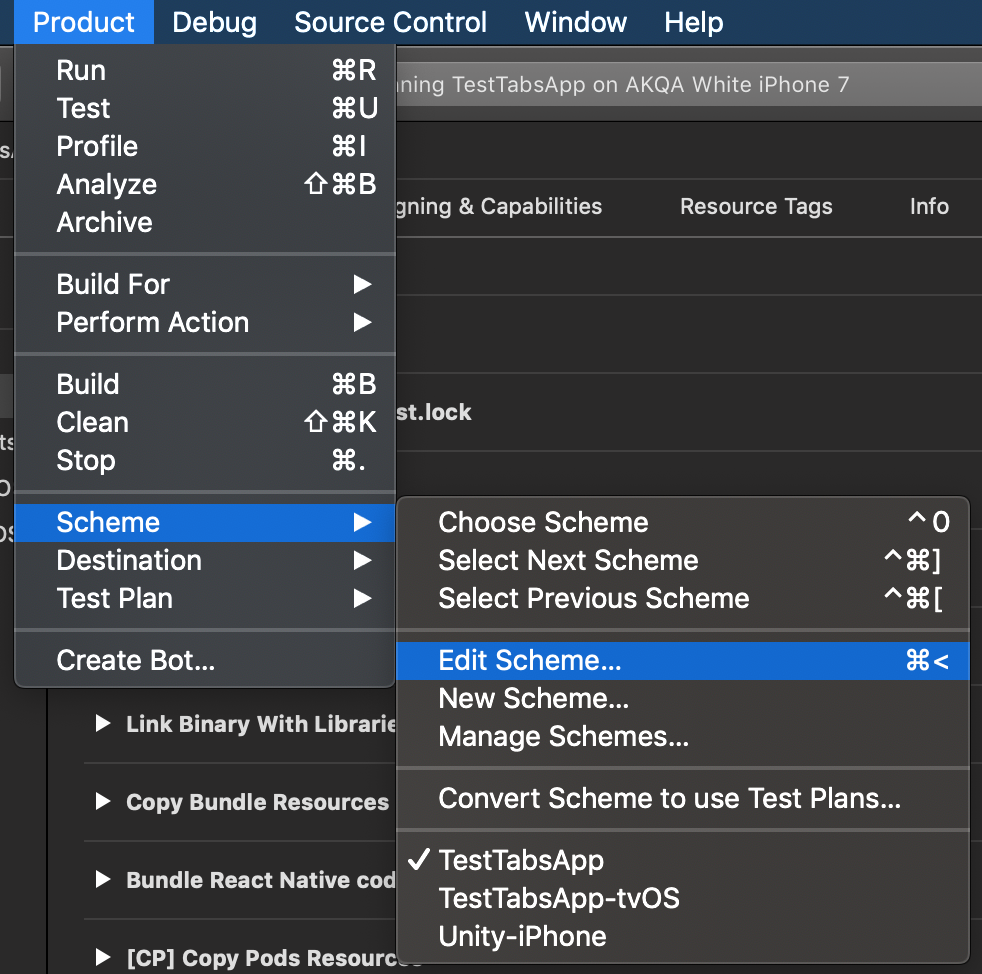 Product Debug Source Control Window Help
Run ⌘R
Test ⌘U
Profile ⌘I
Analyze ⇧⌘B
Archive
Build For ▶
Perform Action ▶
Build ⌘B
Clean ⇧⌘K
Stop ⌘.
Scheme ▶
Destination ▶
Test Plan ▶
Create Bot...
ning TestTabsApp on AKQA White iPhone 7
gning & Capabilities Resource Tags Info
st.lock
Choose Scheme ^0
Select Next Scheme ^⌘]
Select Previous Scheme ^⌘[
Edit Scheme... ⌘<
New Scheme...
Manage Schemes...
Convert Scheme to use Test Plans...
✓ TestTabsApp
TestTabsApp-tvOS
Unity-iPhone
▶ Link Binary With Librarie
▶ Copy Bundle Resources
▶ Bundle React Native cod
▶ [CP] Copy Pods Resources